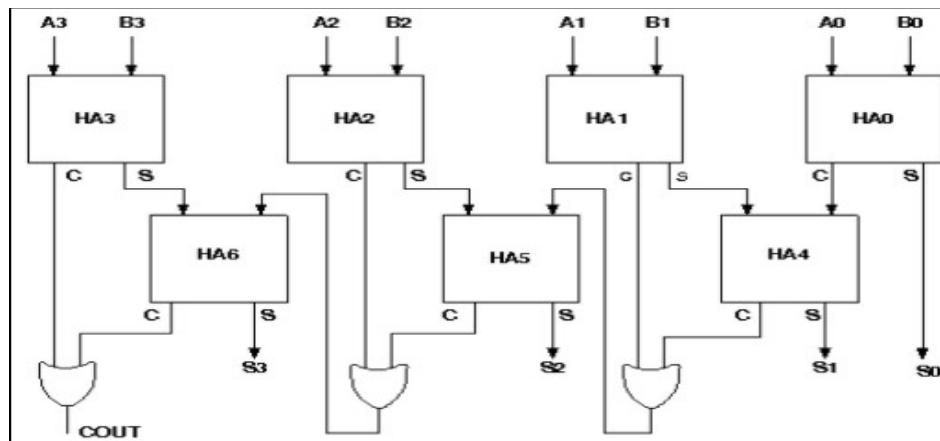 A3 B3 A2 B2 A1 B1 A0 B0
HA3 HA2 HA1 HA0
C S C S C S C S
HA6 HA5 HA4
C S C S C S
S3 S2 S1 S0
COUT